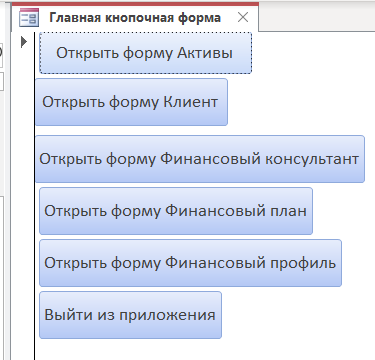 Главная кнопочная форма
Открыть форму Активы
Открыть форму Клиент
Открыть форму Финансовый консультант
Открыть форму Финансовый план
Открыть форму Финансовый профиль
Выйти из приложения